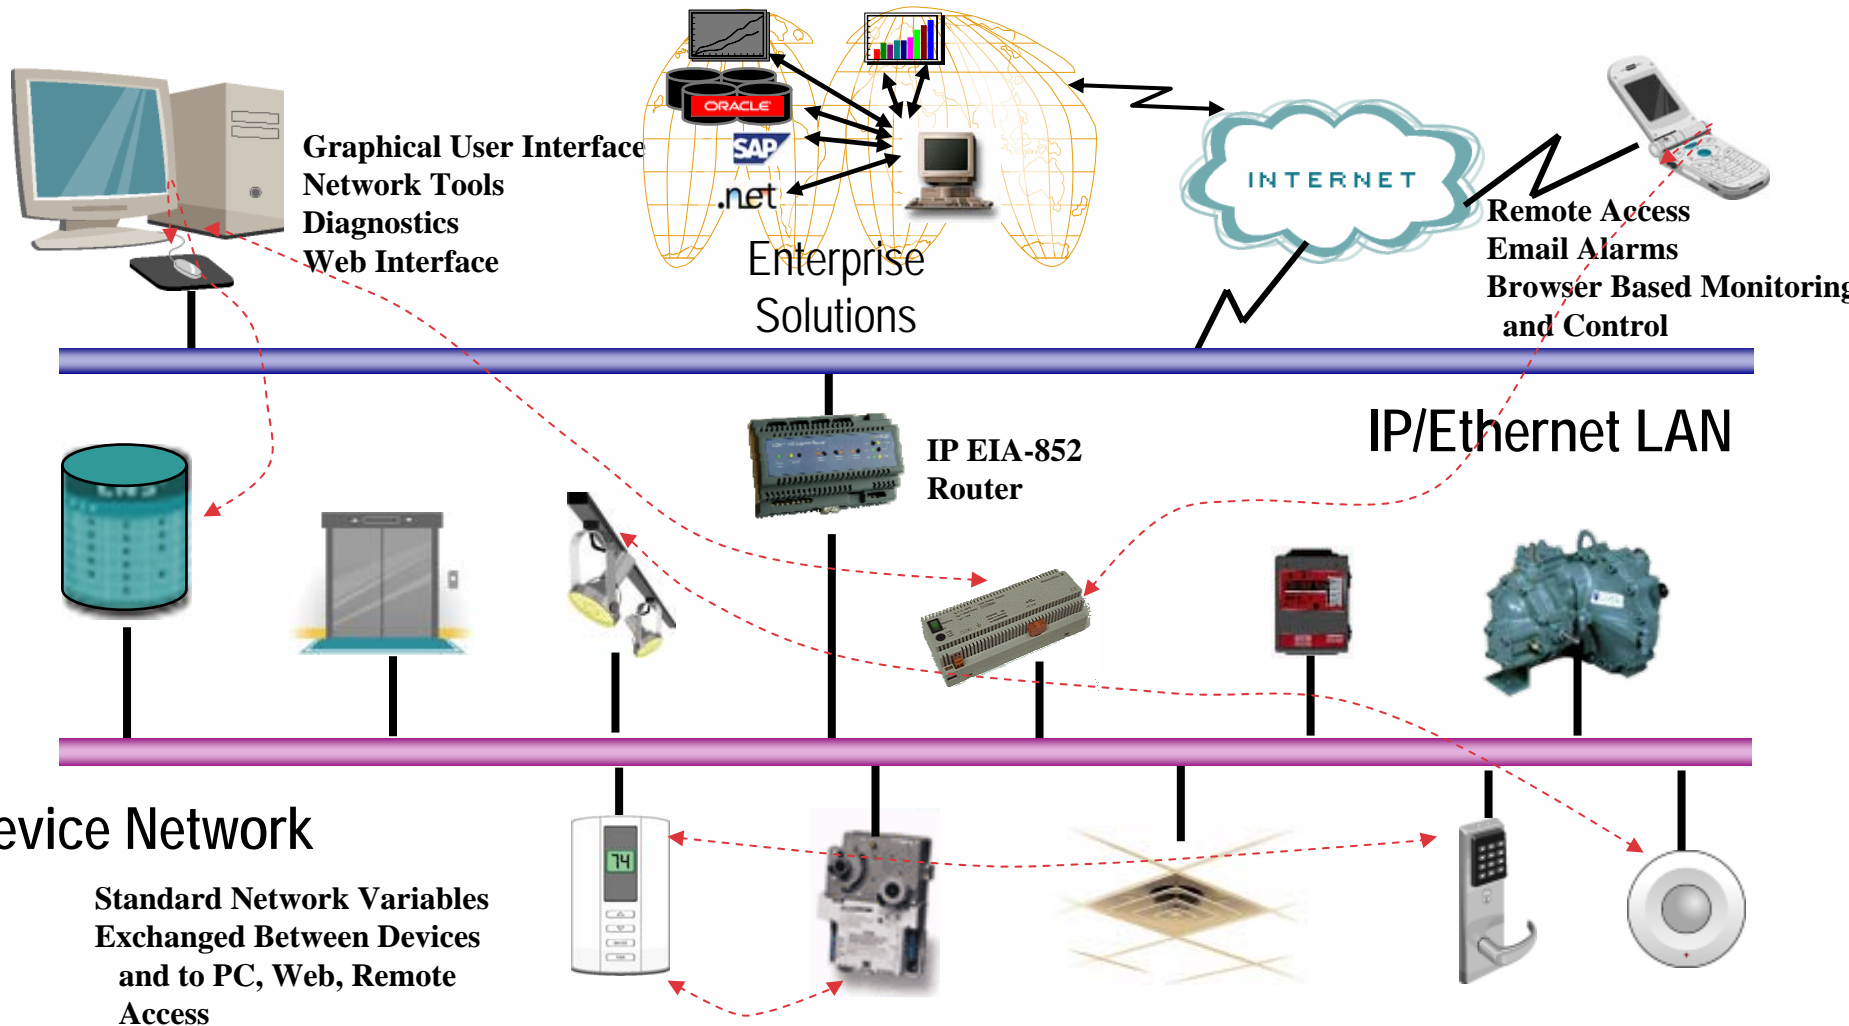 ORACLE
SAP
.net
Graphical User Interface
Network Tools
Diagnostics
Web Interface
Enterprise
Solutions
INTERNET
Remote Access
Email Alarms
Browser Based Monitoring
and Control
IP/Ethernet LAN
IP EIA-852
Router
evice Network
74
Standard Network Variables
Exchanged Between Devices
and to PC, Web, Remote
Access